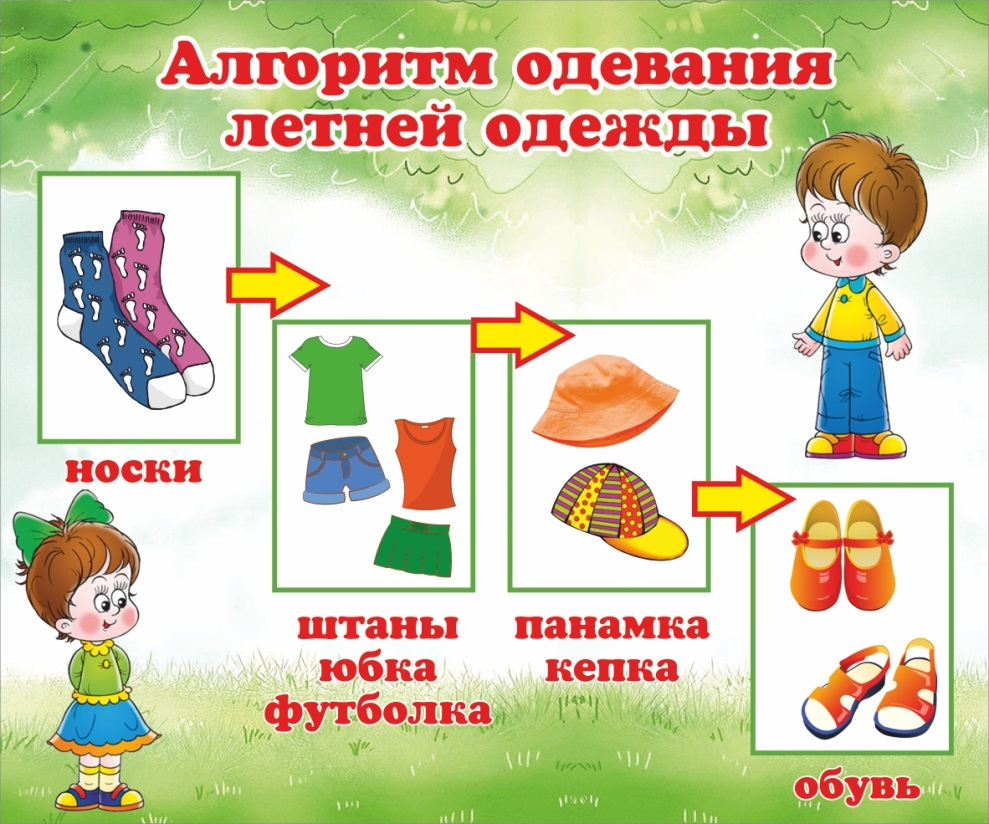 Алгоритм одевания
летней одежды
носки
штаны
юбка
футболка
панамка
кепка
обувь